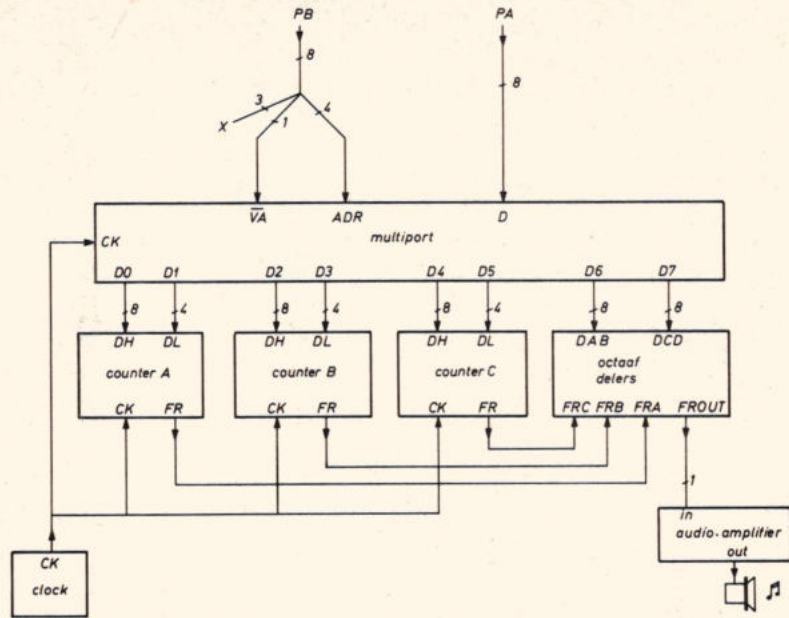 PB PA
8
8
3 1 4
X
VA ADR D
CK multiport
D0 D1 D2 D3 D4 D5 D6 D7
8 4 8 4 8 4 8 8
DH DL DH DL DH DL DAB DCD
counter A counter B counter C octaaf
delers
CK FR CK FR CK FR FRC FRB FRA FROUT
1
in
audio-amplifier
out
CK
clock